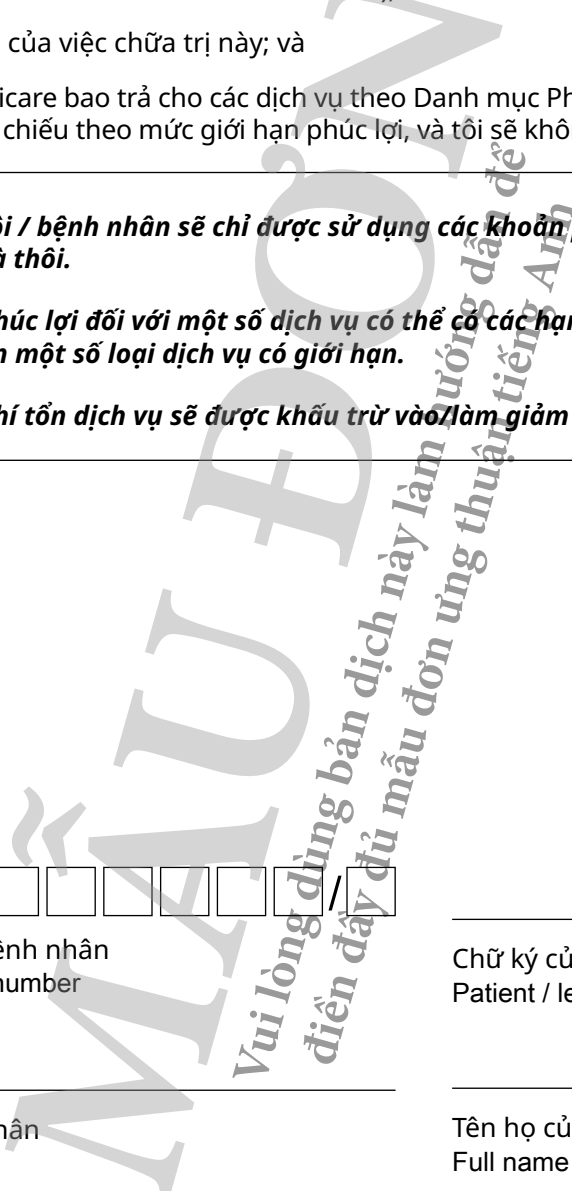 của việc chữa trị này; và
icare bao trả cho các dịch vụ theo Danh mục Ph
chiếu theo mức giới hạn phúc lợi, và tôi sẽ khô
ôi / bệnh nhân sẽ chỉ được sử dụng các khoản
à thôi.
húc lợi đối với một số dịch vụ có thể có các hạn
n một số loại dịch vụ có giới hạn.
hí tổn dịch vụ sẽ được khấu trừ vào/làm giảm
MẪU ĐƠN
Vui lòng dùng bản dịch này làm hướng dẫn để
điền đầy đủ mẫu đơn ưng thuận tiếng Anh
/
ệnh nhân
number
Chữ ký củ
Patient / le
hân
Tên họ củ
Full name